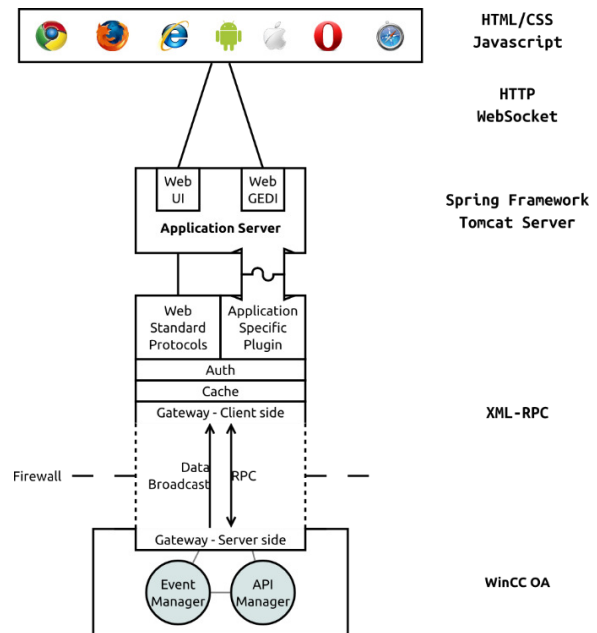 HTML/CSS
Javascript
HTTP
WebSocket
Web
UI
Web
GEDI
Application Server
Spring Framework
Tomcat Server
Web
Standard
Protocols
Application
Specific
Plugin
Auth
Cache
Gateway - Client side
XML-RPC
Firewall
Data
Broadcast
RPC
Gateway - Server side
Event
Manager
API
Manager
WinCC OA